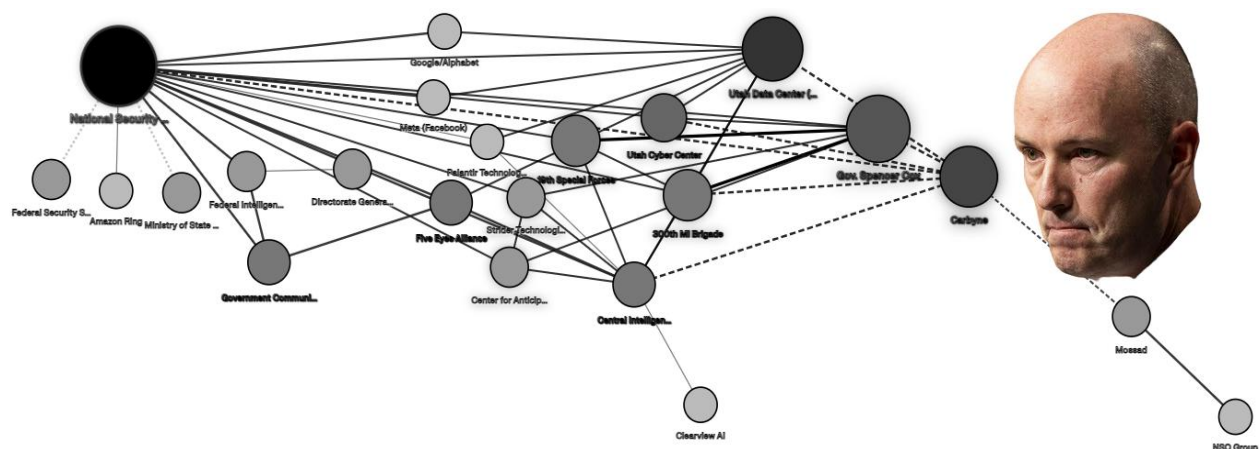 Google/Alphabet
Utah Data Center (...
National Security ...
Meta (Facebook)
Utah Cyber Center
Palantir Technolog...
19th Special Forces
Gov. Spencer Cox
Federal Security S...
Amazon Ring
Ministry of State ...
Federal Intelligen...
Directorate Genera...
Carbyne
Five Eyes Alliance
Strider Technologi...
300th MI Brigade
Government Communi...
Center for Anticip...
Central Intelligen...
Mossad
Clearview AI
NSO Group